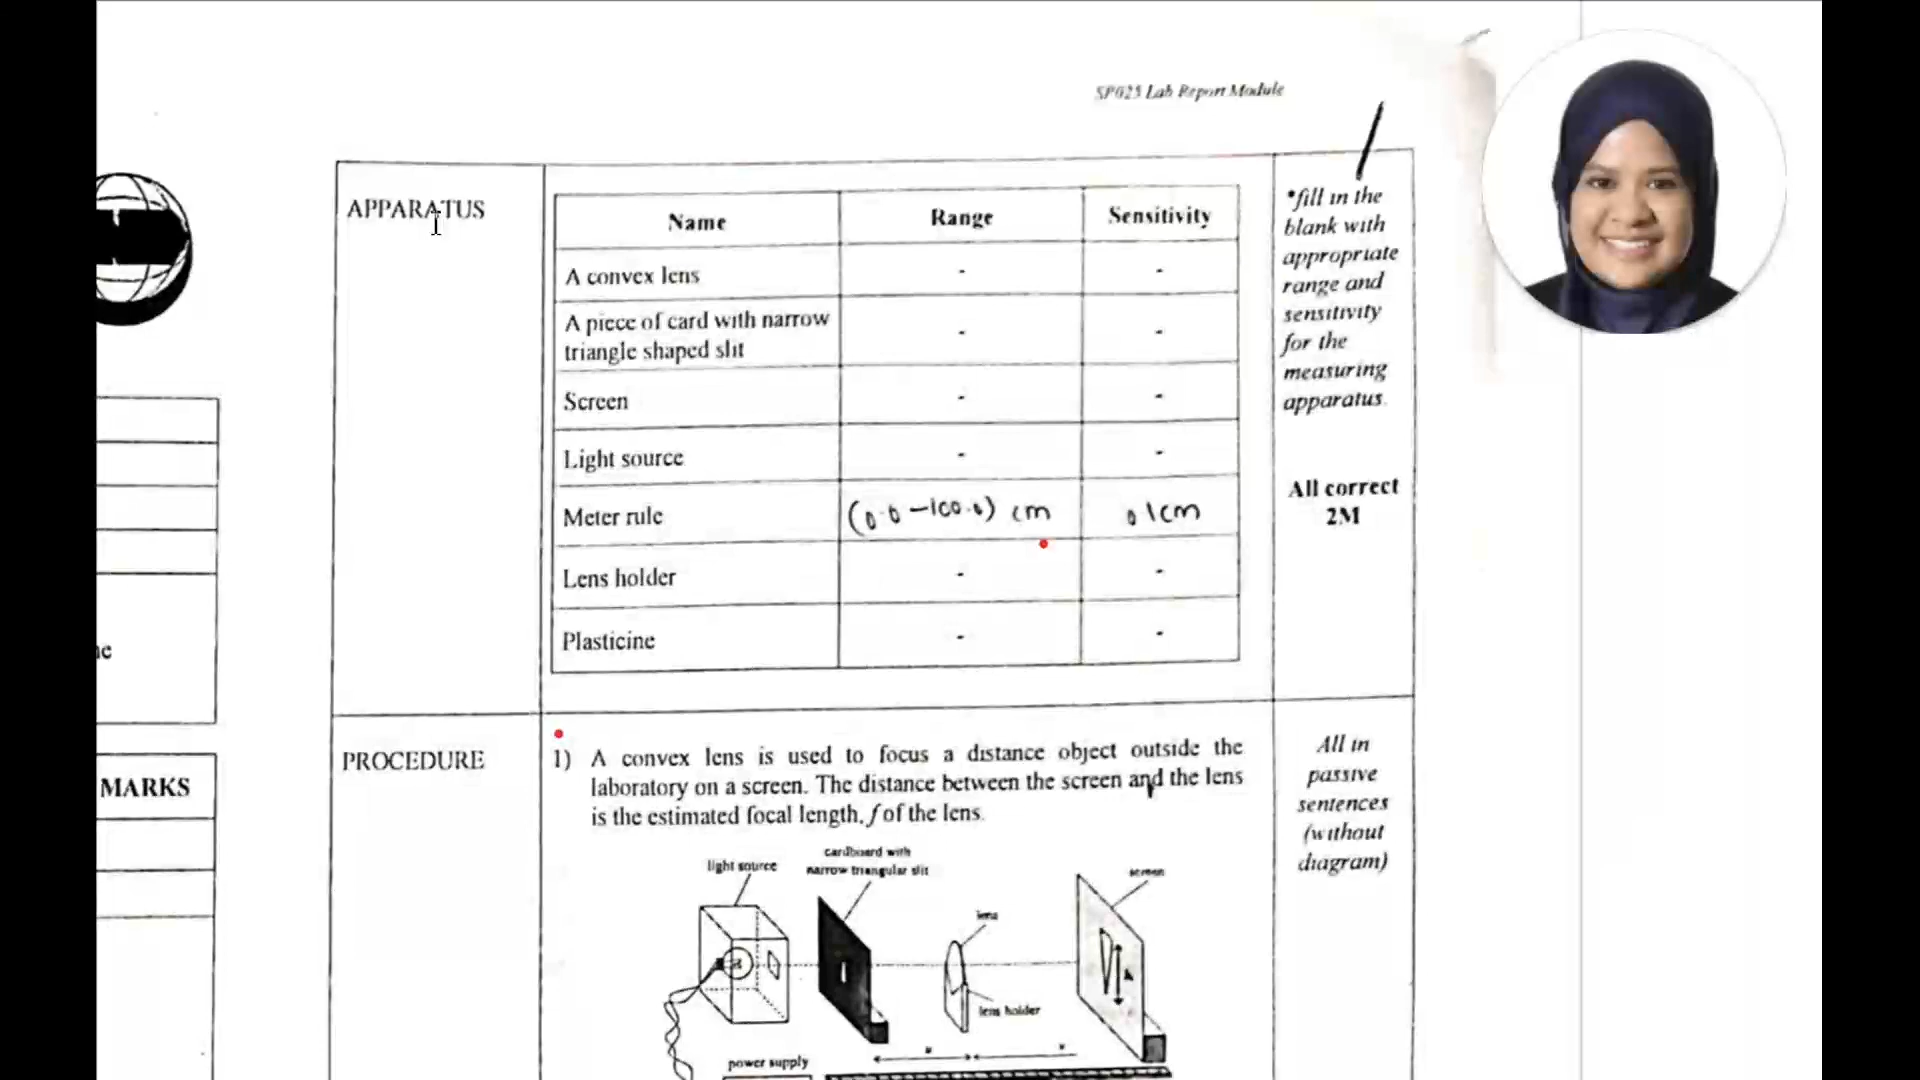 SP025 Lab Report Module
APPARATUS
Name
Range
Sensitivity
A convex lens
-
-
A piece of card with narrow
triangle shaped slit
-
-
Screen
-
-
Light source
-
-
Meter rule
(0.0-100.0) cm
0.1cm
Lens holder
-
-
Plasticine
-
-
*fill in the
blank with
appropriate
range and
sensitivity
for the
measuring
apparatus.
All correct
2M
PROCEDURE
1) A convex lens is used to focus a distance object outside the
laboratory on a screen. The distance between the screen and the lens
is the estimated focal length, f of the lens.
All in
passive
sentences
(without
diagram)
light source
cardboard with
narrow triangular slit
lens
screen
lens holder
power supply
MARKS